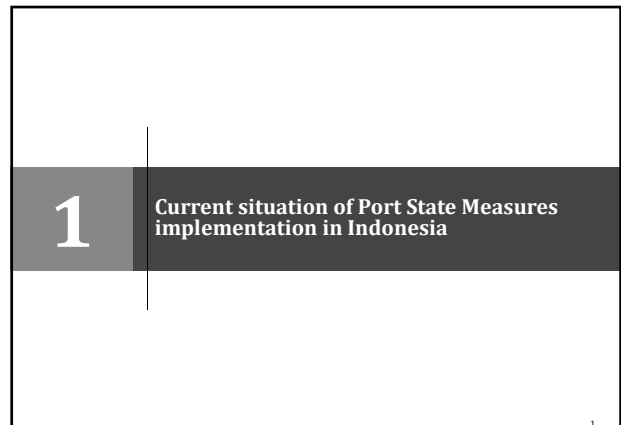 1
Current situation of Port State Measures
implementation in Indonesia
1